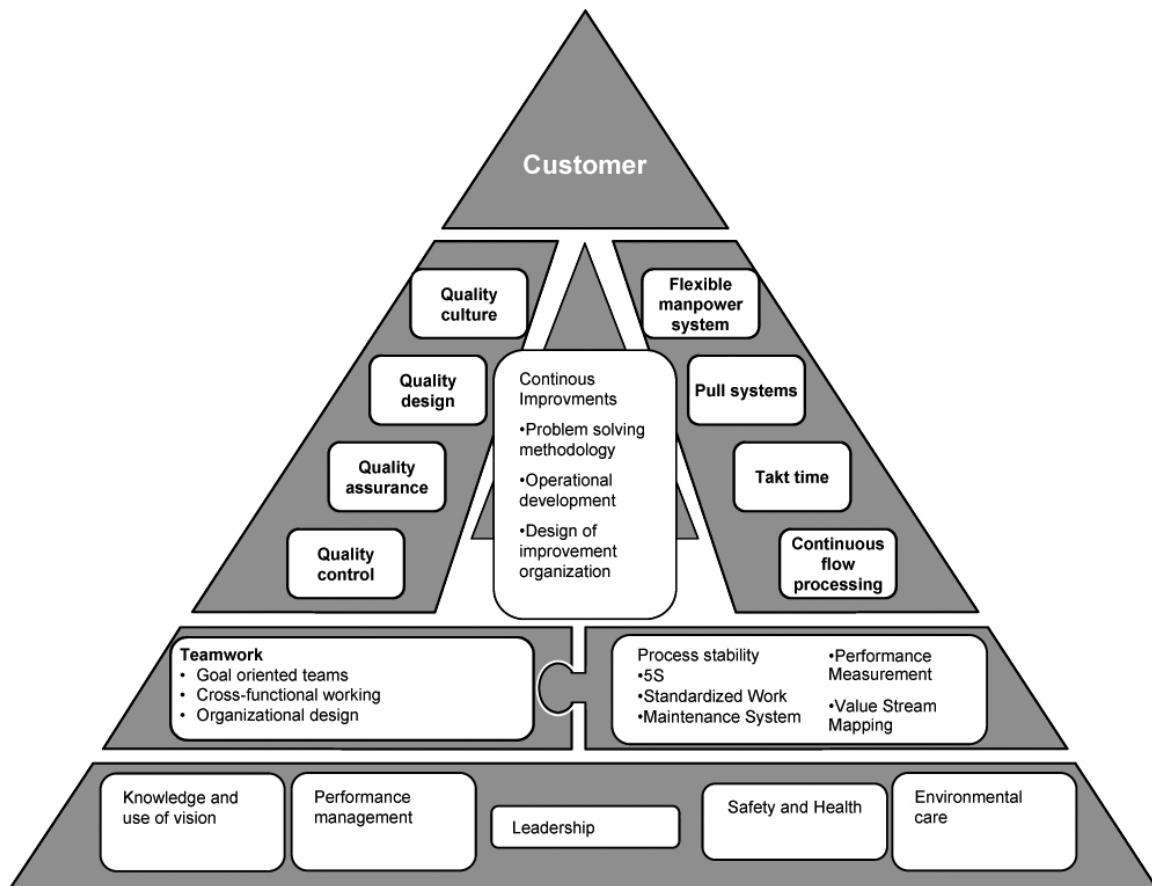 Customer
Quality
culture
Quality
design
Quality
assurance
Quality
control
Continous
Improvments
•Problem solving
methodology
•Operational
development
•Design of
improvement
organization
Flexible
manpower
system
Pull systems
Takt time
Continuous
flow
processing
Teamwork
• Goal oriented teams
• Cross-functional working
• Organizational design
Process stability
•5S
•Standardized Work
•Maintenance System
•Performance
Measurement
•Value Stream
Mapping
Knowledge and
use of vision
Performance
management
Leadership
Safety and Health
Environmental
care